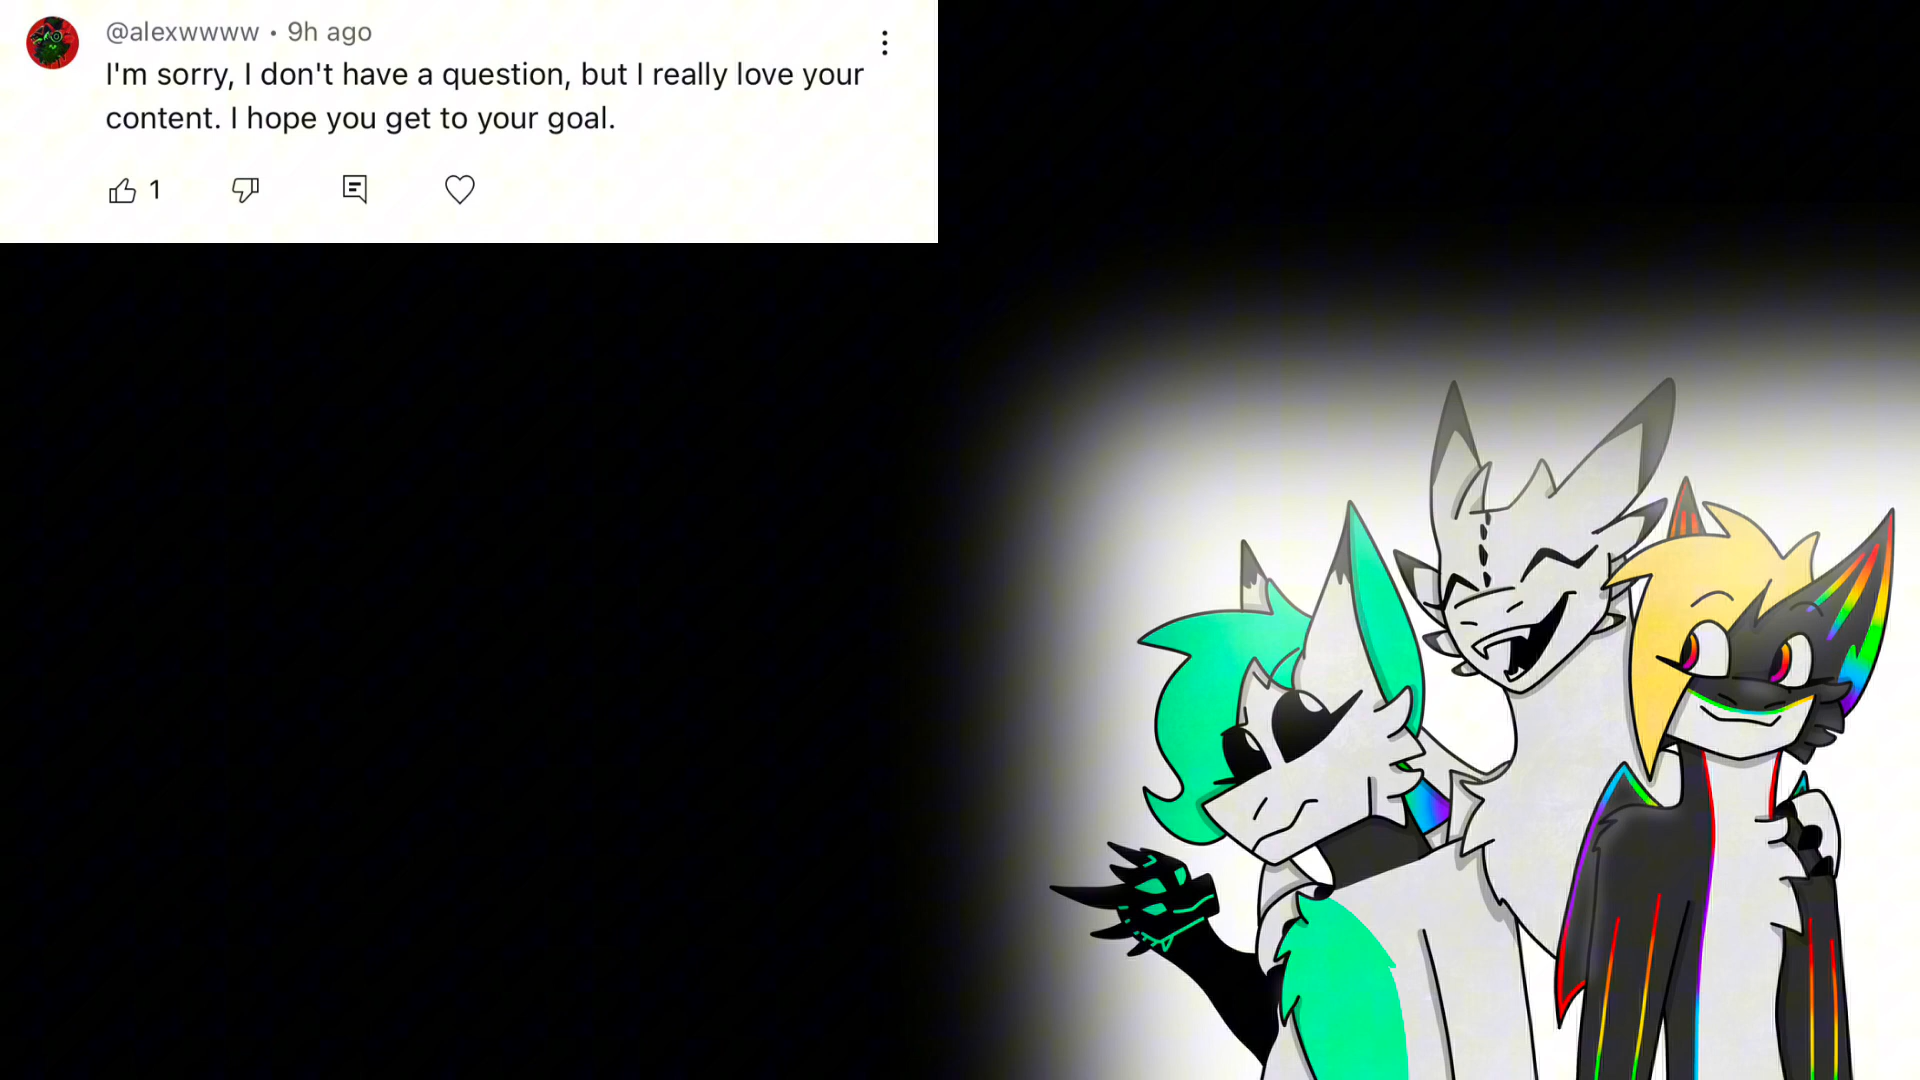 @alexwwww • 9h ago
I'm sorry, I don't have a question, but I really love your
content. I hope you get to your goal.
1